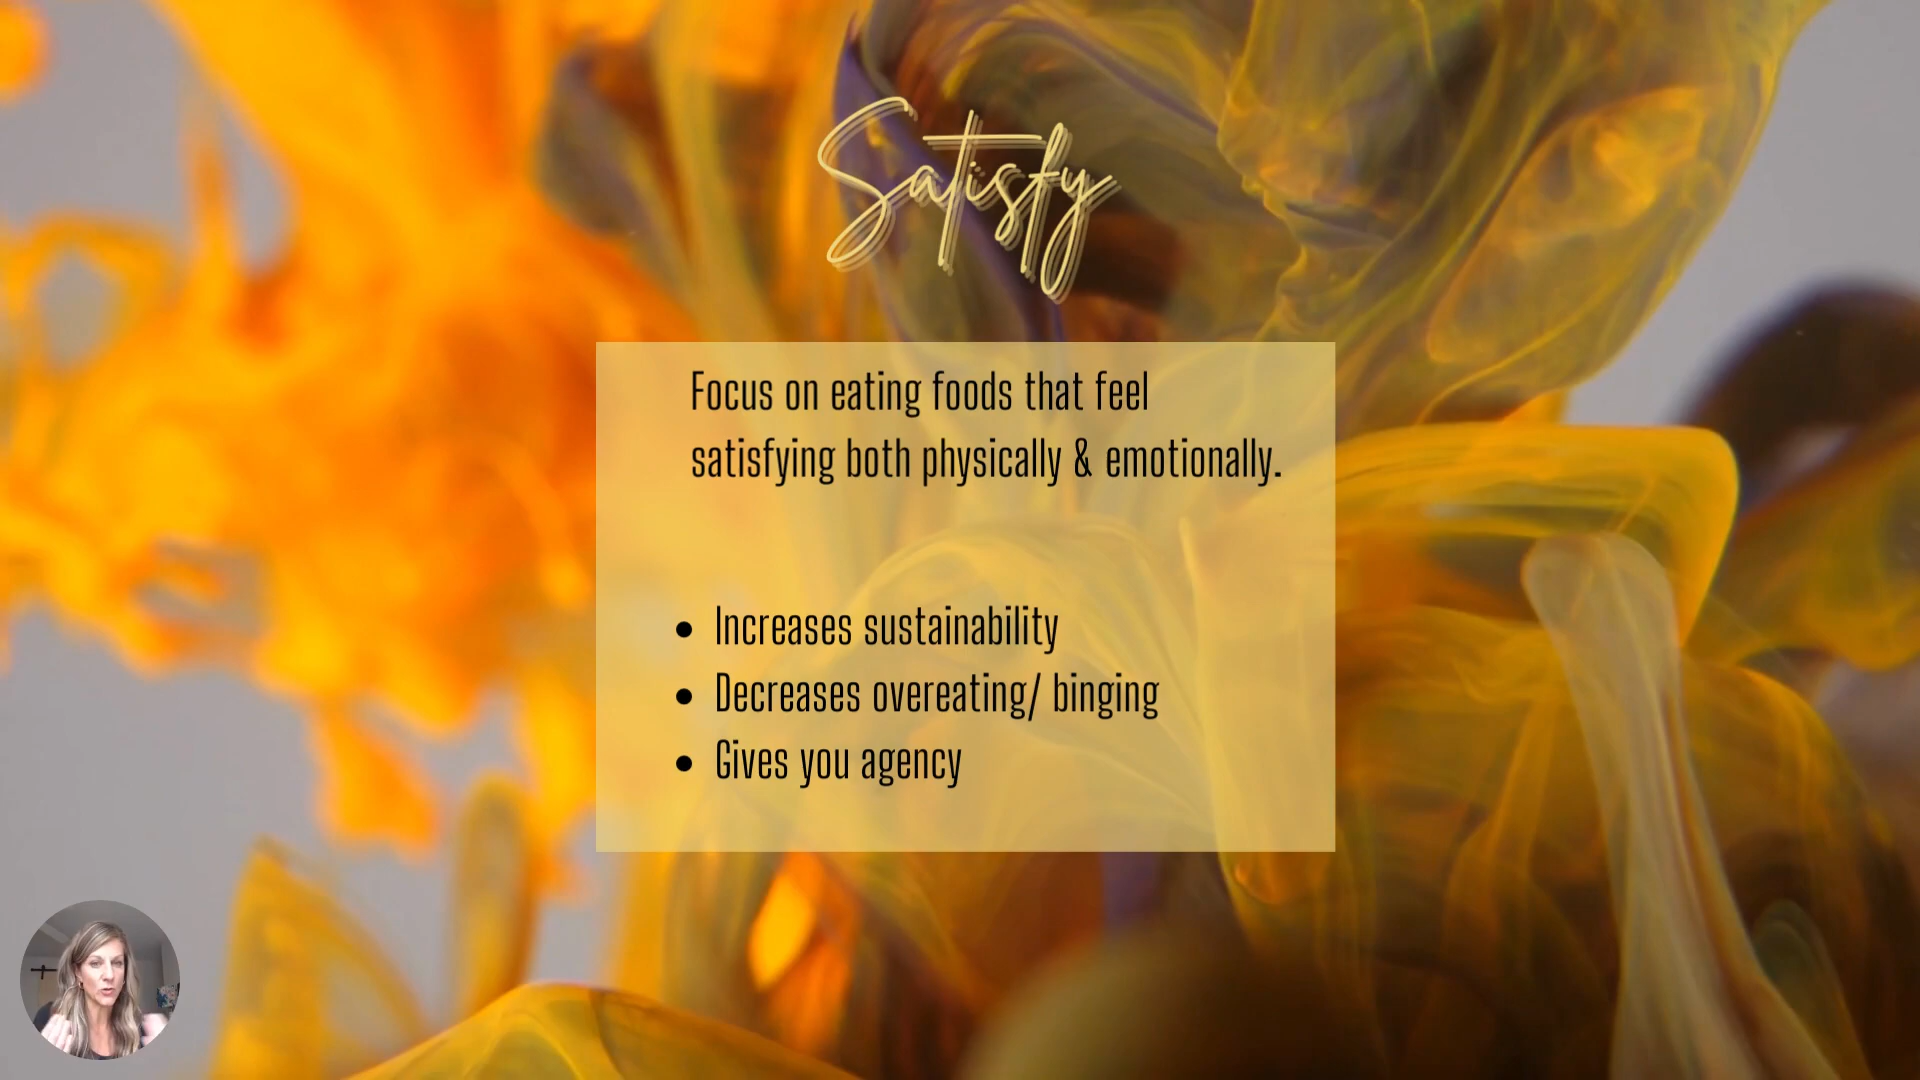 Satisfy
Focus on eating foods that feel
satisfying both physically & emotionally.
• Increases sustainability
• Decreases overeating/ binging
• Gives you agency